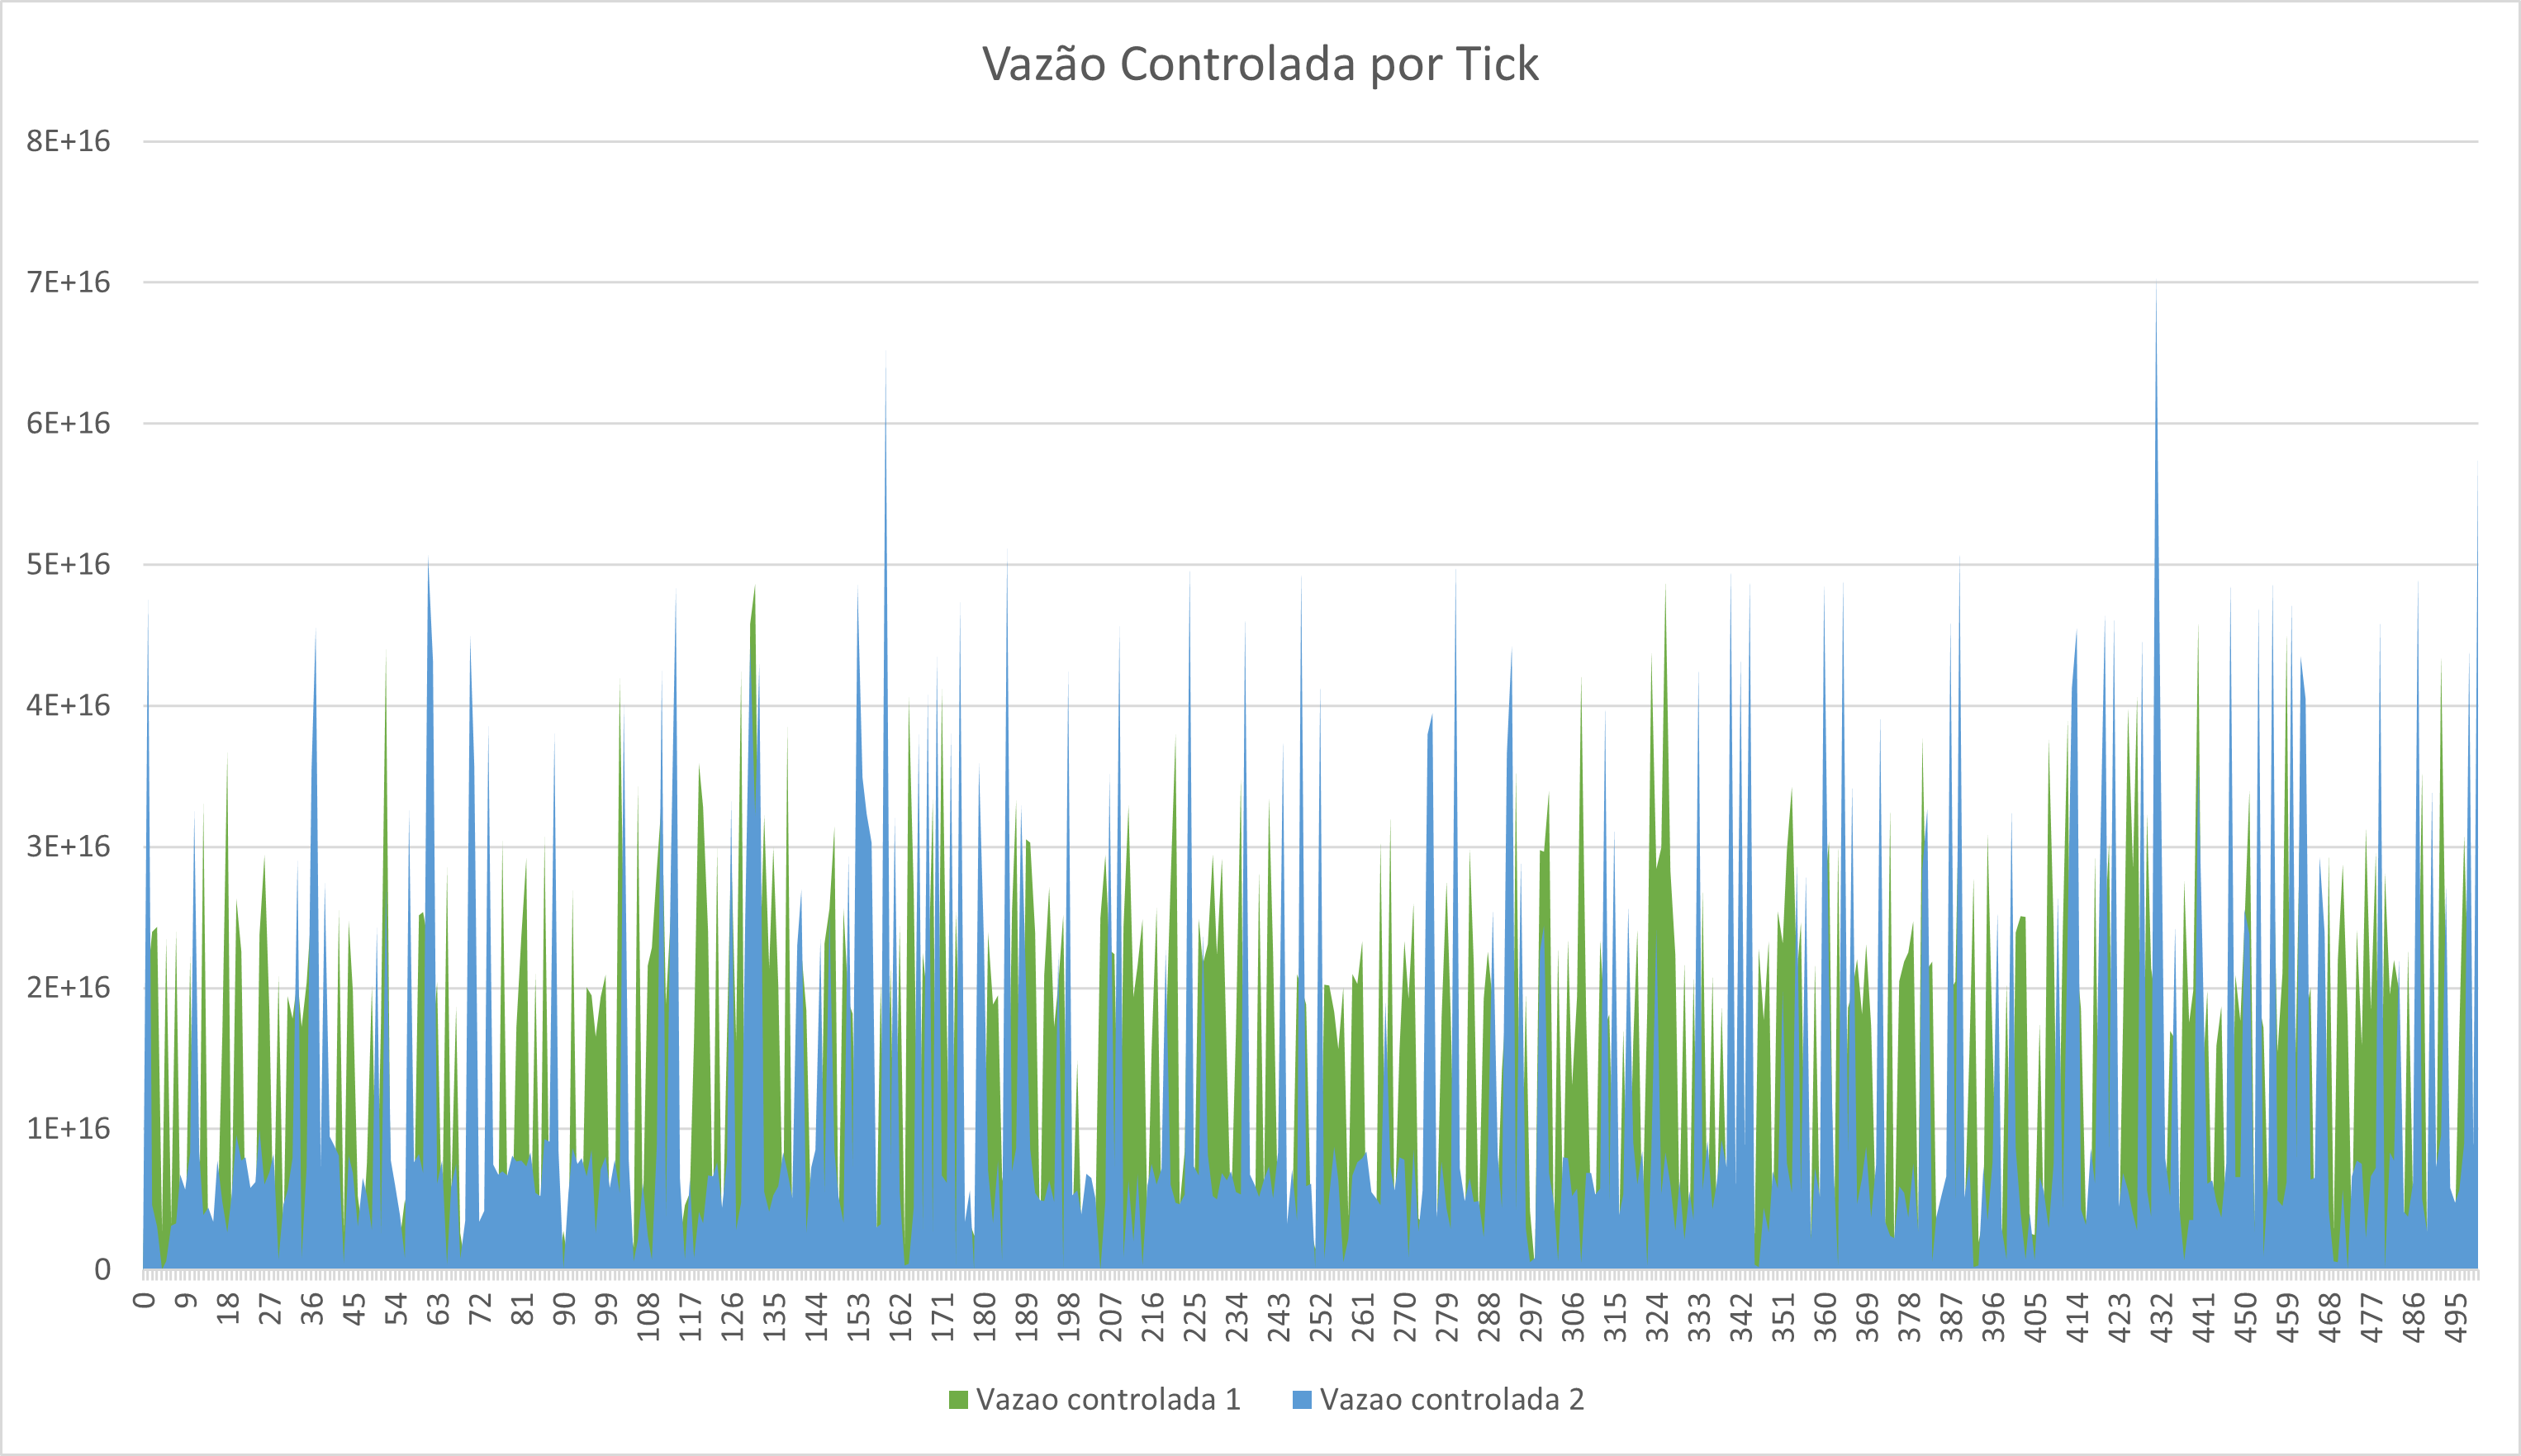 Vazão Controlada por Tick
8E+16
7E+16
6E+16
5E+16
4E+16
3E+16
2E+16
1E+16
0
0 9 18 27 36 45 54 63 72 81 90 99 108 117 126 135 144 153 162 171 180 189 198 207 216 225 234 243 252 261 270 279 288 297 306 315 324 333 342 351 360 369 378 387 396 405 414 423 432 441 450 459 468 477 486 495
Vazao controlada 1 Vazao controlada 2